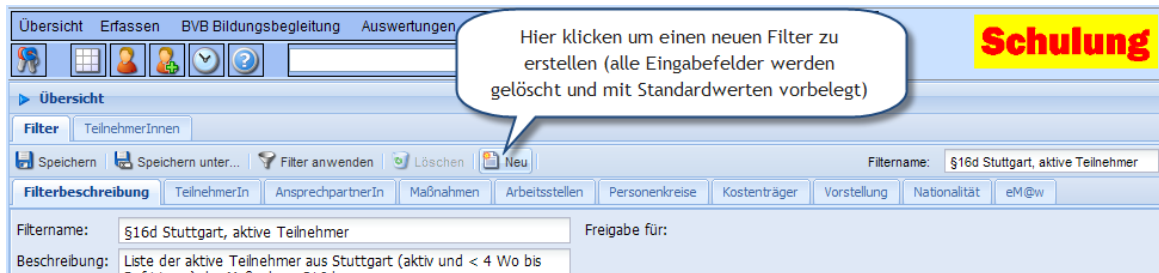 Übersicht Erfassen BVB Bildungsbegleitung Auswertungen
Hier klicken um einen neuen Filter zu
erstellen (alle Eingabefelder werden
gelöscht und mit Standardwerten vorbelegt)
Schulung
Übersicht
Filter TeilnehmerInnen
Speichern Speichern unter... Filter anwenden Löschen Neu Filtername: §16d Stuttgart, aktive Teilnehmer
Filterbeschreibung TeilnehmerIn AnsprechpartnerIn Maßnahmen Arbeitsstellen Personenkreise Kostenträger Vorstellung Nationalität eM@w
Filtername: §16d Stuttgart, aktive Teilnehmer Freigabe für:
Beschreibung: Liste der aktive Teilnehmer aus Stuttgart (aktiv und < 4 Wo bis